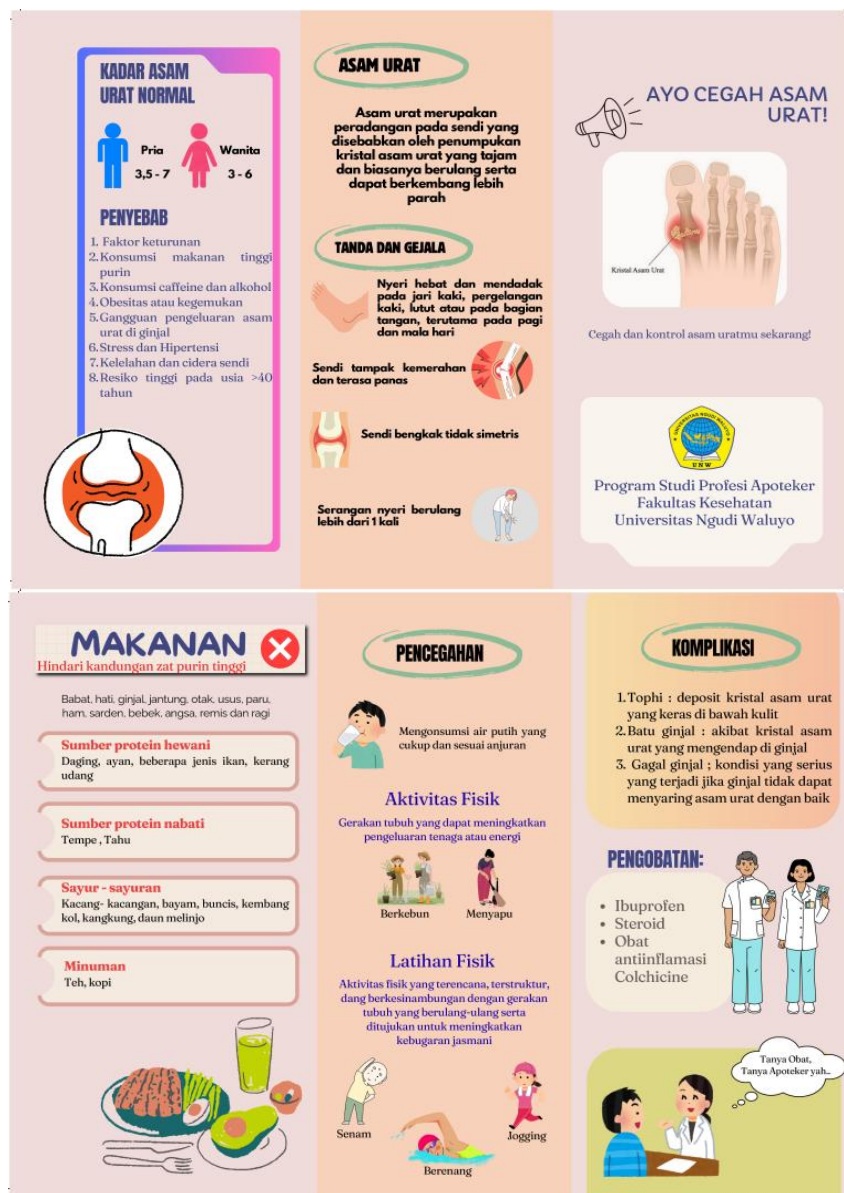 KADAR ASAM
URAT NORMAL
Pria
3,5 - 7
Wanita
3 - 6
PENYEBAB
1. Faktor keturunan
2.Konsumsi makanan tinggi
purin
3.Konsumsi caffeine dan alkohol
4.Obesitas atau kegemukan
5.Gangguan pengeluaran asam
urat di ginjal
6.Stress dan Hipertensi
7.Kelelahan dan cidera sendi
8.Resiko tinggi pada usia >40
tahun
ASAM URAT
Asam urat merupakan
peradangan pada sendi yang
disebabkan oleh penumpukan
kristal asam urat yang tajam
dan biasanya berulang serta
dapat berkembang lebih
parah
TANDA DAN GEJALA
Nyeri hebat dan mendadak
pada jari kaki, pergelangan
kaki, lutut atau pada bagian
tangan, terutama pada pagi
dan mala hari
Sendi tampak kemerahan
dan terasa panas
Sendi bengkak tidak simetris
Serangan nyeri berulang
lebih dari 1 kali
AYO CEGAH ASAM
URAT!
Kristal Asam Urat
Cegah dan kontrol asam uratmu sekarang!
UNIVERSITAS NGUDI WALUYO
UNW
Program Studi Profesi Apoteker
Fakultas Kesehatan
Universitas Ngudi Waluyo
MAKANAN
Hindari kandungan zat purin tinggi
Babat, hati, ginjal, jantung, otak, usus, paru,
ham, sarden, bebek, angsa, remis dan ragi
Sumber protein hewani
Daging, ayan, beberapa jenis ikan, kerang
udang
Sumber protein nabati
Tempe , Tahu
Sayur - sayuran
Kacang- kacangan, bayam, buncis, kembang
kol, kangkung, daun melinjo
Minuman
Teh, kopi
PENCEGAHAN
Mengonsumsi air putih yang
cukup dan sesuai anjuran
Aktivitas Fisik
Gerakan tubuh yang dapat meningkatkan
pengeluaran tenaga atau energi
Berkebun
Menyapu
Latihan Fisik
Aktivitas fisik yang terencana, terstruktur,
dang berkesinambungan dengan gerakan
tubuh yang berulang-ulang serta
ditujukan untuk meningkatkan
kebugaran jasmani
Senam
Jogging
Berenang
KOMPLIKASI
1.Tophi : deposit kristal asam urat
yang keras di bawah kulit
2.Batu ginjal : akibat kristal asam
urat yang mengendap di ginjal
3. Gagal ginjal ; kondisi yang serius
yang terjadi jika ginjal tidak dapat
menyaring asam urat dengan baik
PENGOBATAN:
• Ibuprofen
• Steroid
• Obat
antiinflamasi
Colchicine
Tanya Obat,
Tanya Apoteker yah...